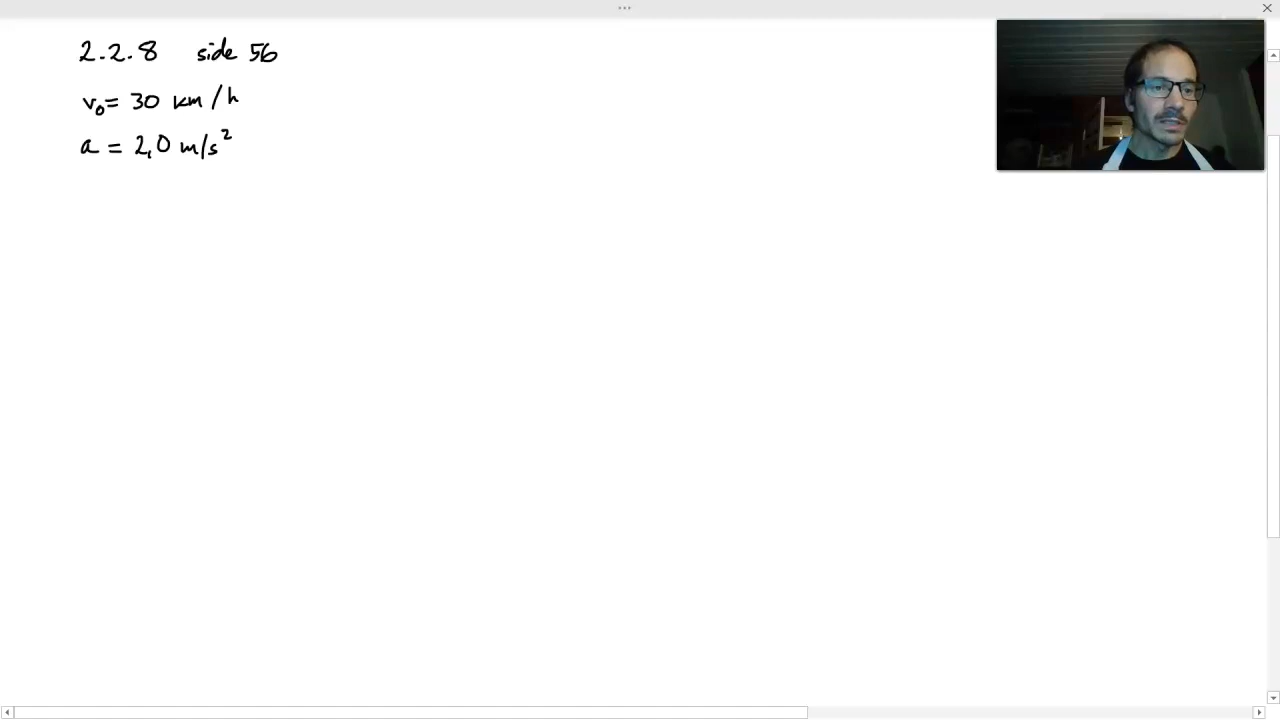 2.2.8 side 56
v₀ = 30 km/h
a = 2,0 m/s²